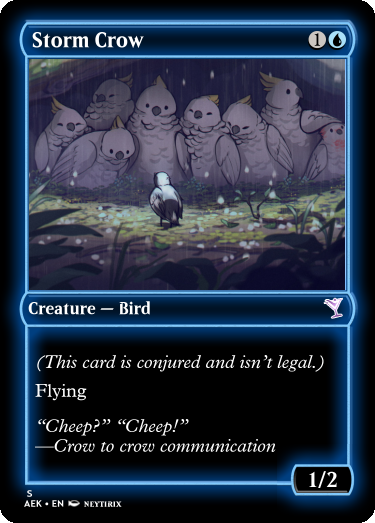 Storm Crow 1
Creature — Bird
(This card is conjured and isn't legal.)
Flying
“Cheep?” “Cheep!”
—Crow to crow communication
1/2
S
AEK • EN NEYTIRIX